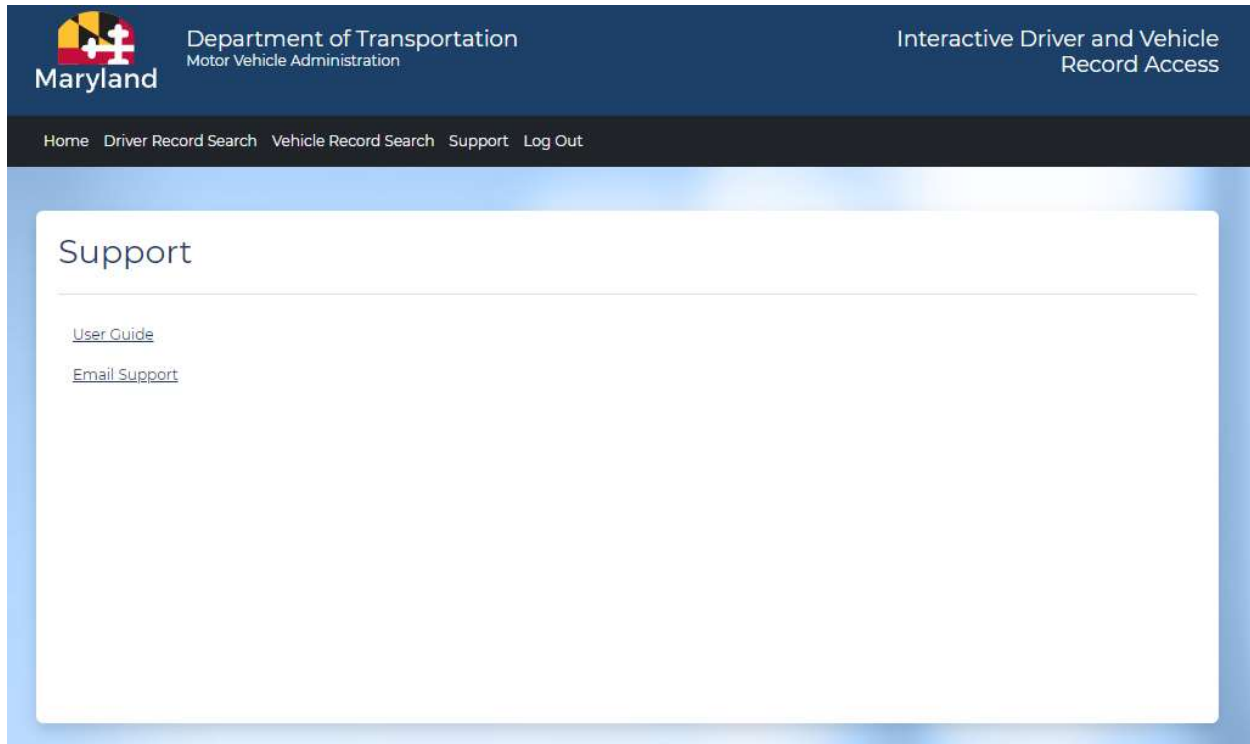 Maryland
Department of Transportation
Motor Vehicle Administration
Interactive Driver and Vehicle
Record Access
Home Driver Record Search Vehicle Record Search Support Log Out
Support
User Guide
Email Support